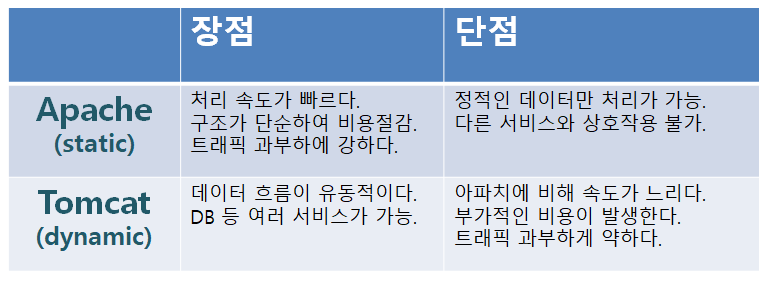 장점
단점
Apache
(static)
처리 속도가 빠르다.
구조가 단순하여 비용절감.
트래픽 과부하에 강하다.
정적인 데이터만 처리가 가능.
다른 서비스와 상호작용 불가.
Tomcat
(dynamic)
데이터 흐름이 유동적이다.
DB 등 여러 서비스가 가능.
아파치에 비해 속도가 느리다.
부가적인 비용이 발생한다.
트래픽 과부하게 약하다.